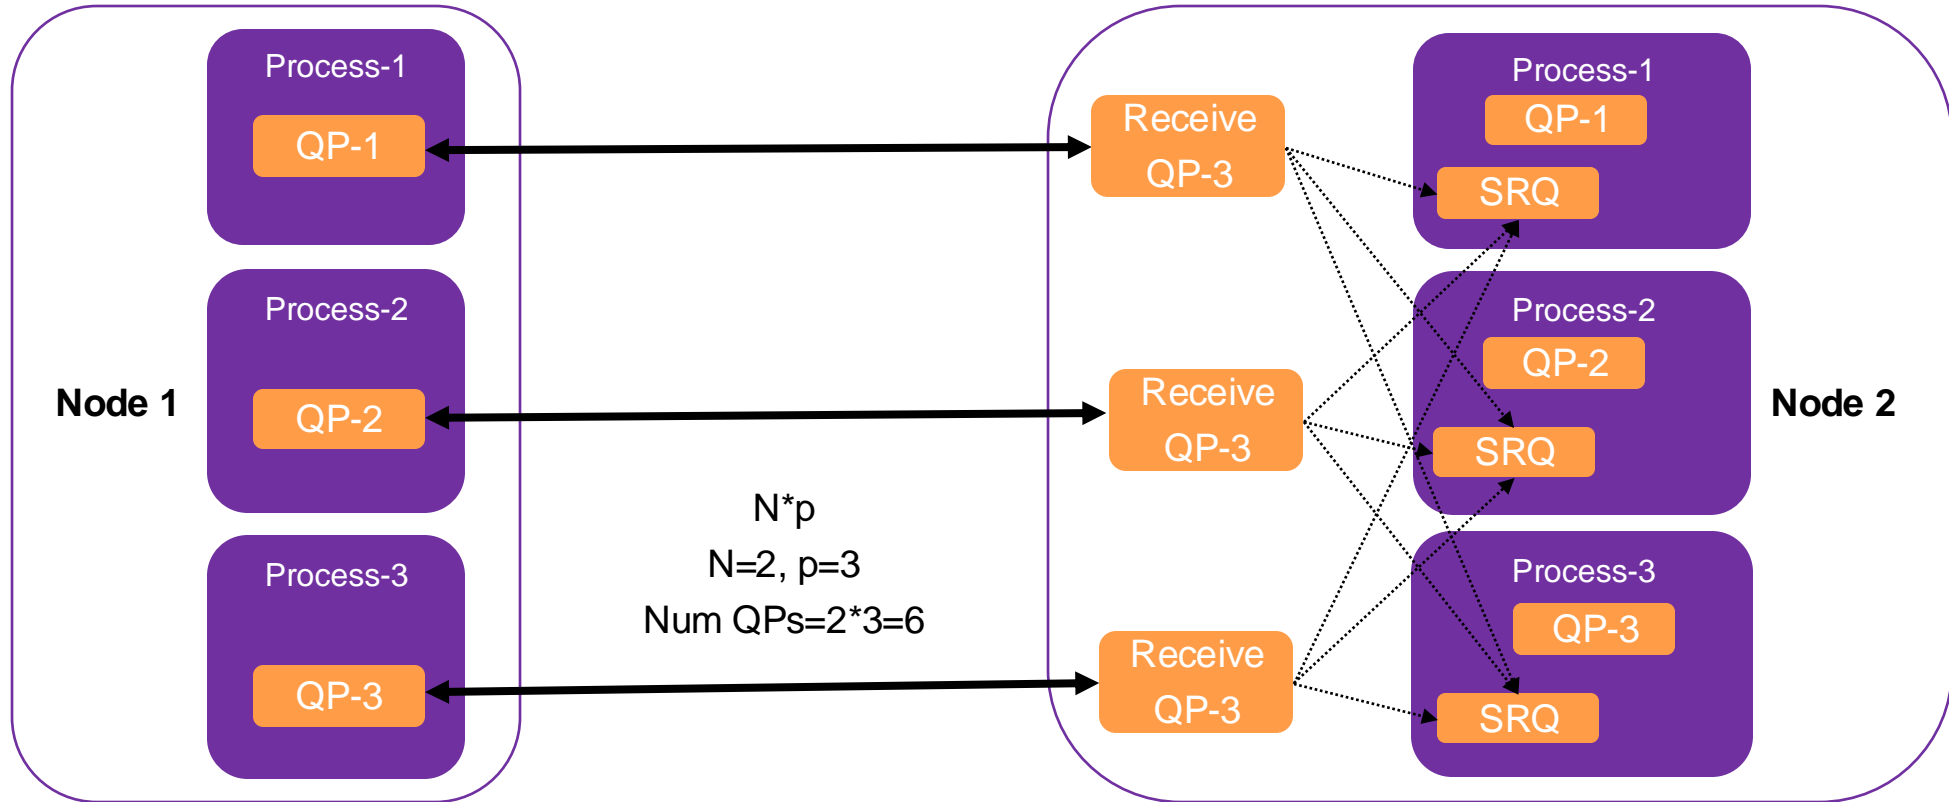 Node 1
Process-1
QP-1
Process-2
QP-2
Process-3
QP-3
N*p
N=2, p=3
Num QPs=2*3=6
Receive
QP-3
Receive
QP-3
Receive
QP-3
Process-1
QP-1
SRQ
Process-2
QP-2
SRQ
Process-3
QP-3
SRQ
Node 2